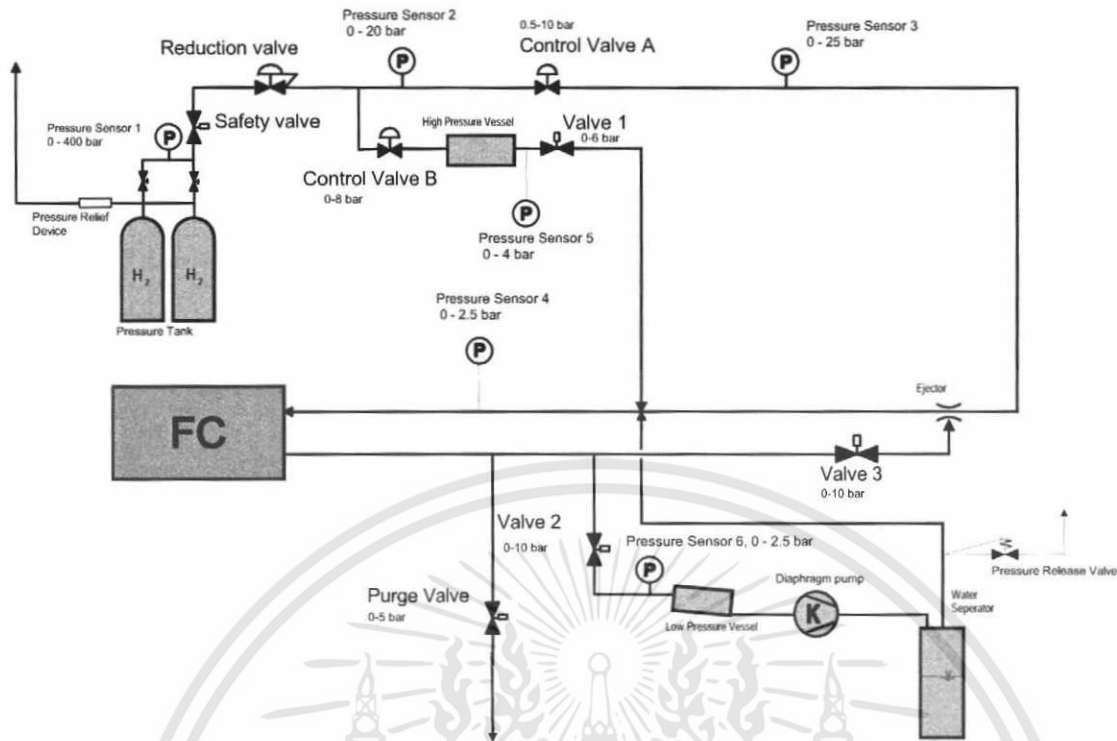 Pressure Sensor 2
0 - 20 bar
0.5-10 bar
Control Valve A
Pressure Sensor 3
0 - 25 bar
Reduction valve
P
P
Pressure Sensor 1
0 - 400 bar
P
Safety valve
High Pressure Vessel
Valve 1
0-6 bar
Control Valve B
0-8 bar
P
Pressure Sensor 5
0 - 4 bar
Pressure Relief
Device
H2
H2
Pressure Tank
Pressure Sensor 4
0 - 2.5 bar
P
Ejector
FC
Valve 3
0-10 bar
Valve 2
0-10 bar
Pressure Sensor 6, 0 - 2.5 bar
P
Pressure Release Valve
Diaphragm pump
K
Water
Seperator
Low Pressure Vessel
Purge Valve
0-5 bar